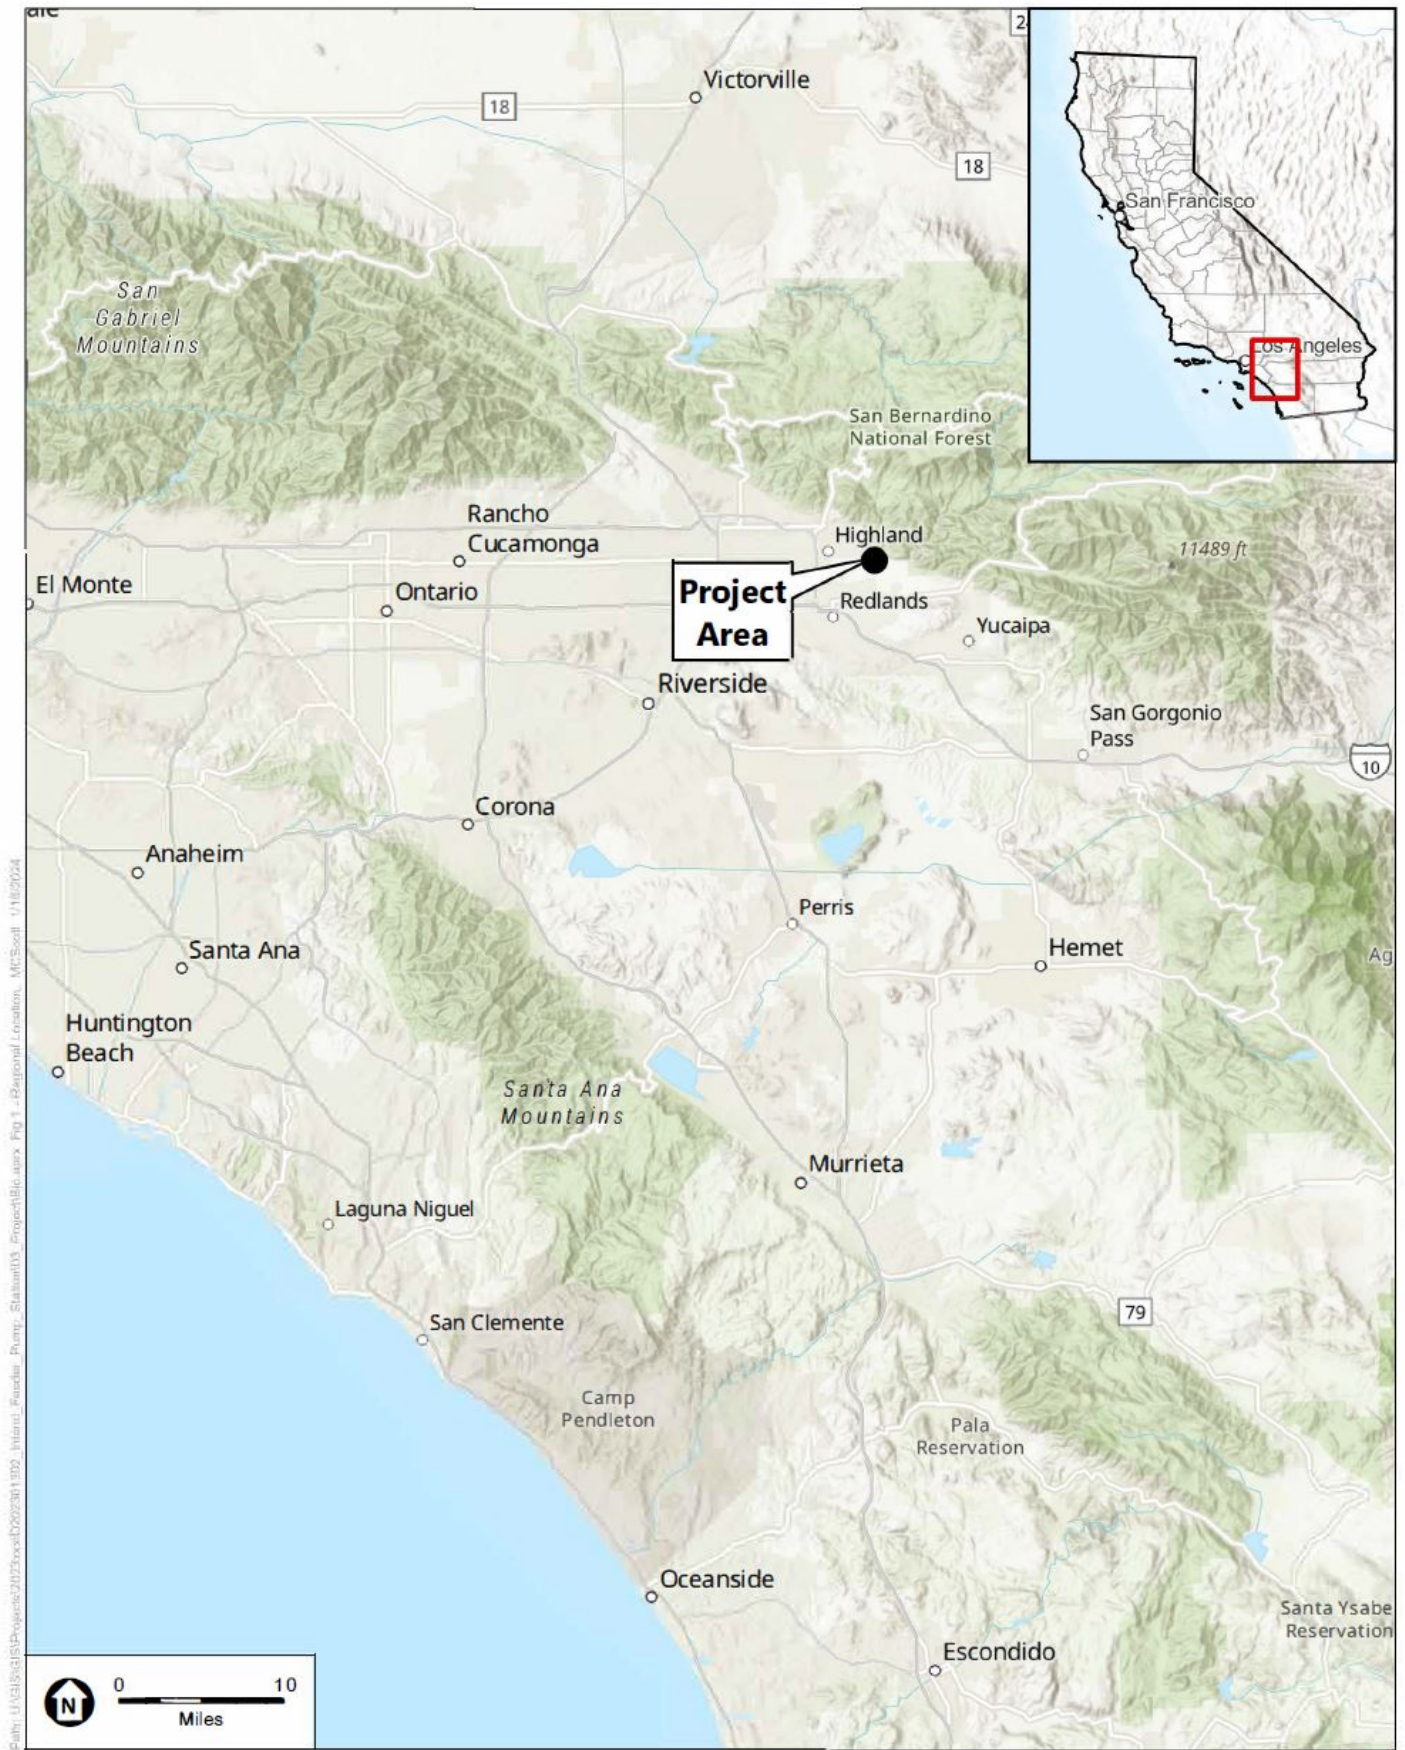 Victorville
18
18
San Francisco
Los Angeles
San
Gabriel
Mountains
San Bernardino
National Forest
Rancho
Cucamonga
Highland
11489 ft
El Monte
Ontario
Project
Area
Redlands
Yucaipa
Riverside
San Gorgonio
Pass
10
Corona
Anaheim
Perris
Santa Ana
Hemet
Ag
Huntington
Beach
Santa Ana
Mountains
Murrieta
Laguna Niguel
San Clemente
79
Camp
Pendleton
Pala
Reservation
Oceanside
Santa Ysabe
Reservation
Escondido
N
0 10
Miles